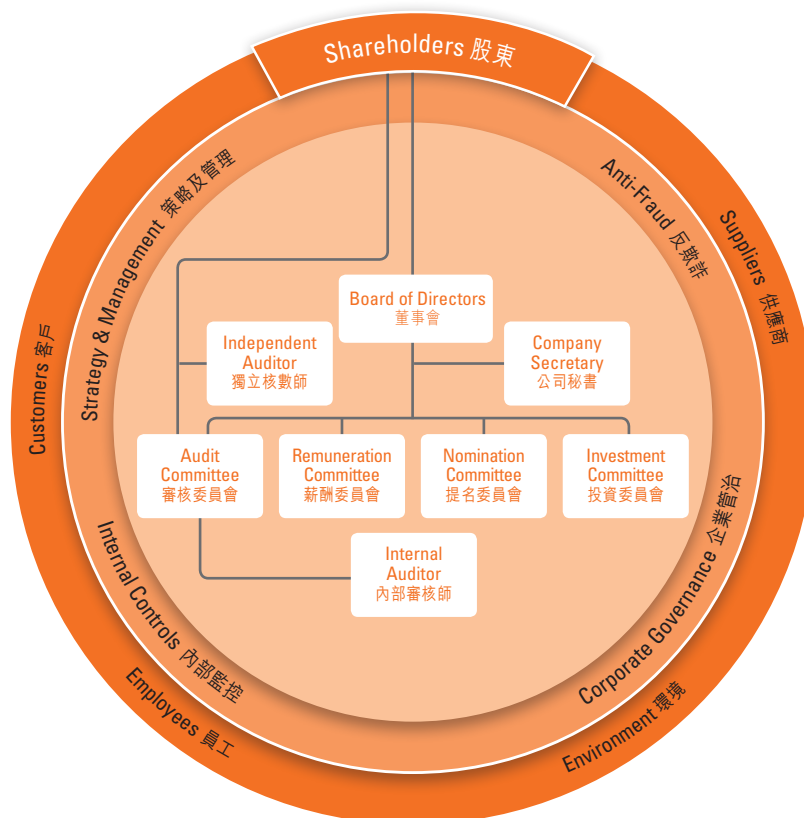 Shareholders 股東
Strategy & Management 策略及管理
Anti-Fraud 反欺詐
Customers 客戶
Suppliers 供應商
Board of Directors
董事會
Independent
Auditor
獨立核數師
Company
Secretary
公司秘書
Audit
Committee
審核委員會
Remuneration
Committee
薪酬委員會
Nomination
Committee
提名委員會
Investment
Committee
投資委員會
Internal
Auditor
內部審核師
Internal Controls 內部監控
Corporate Governance 企業管治
Employees 員工
Environment 環境